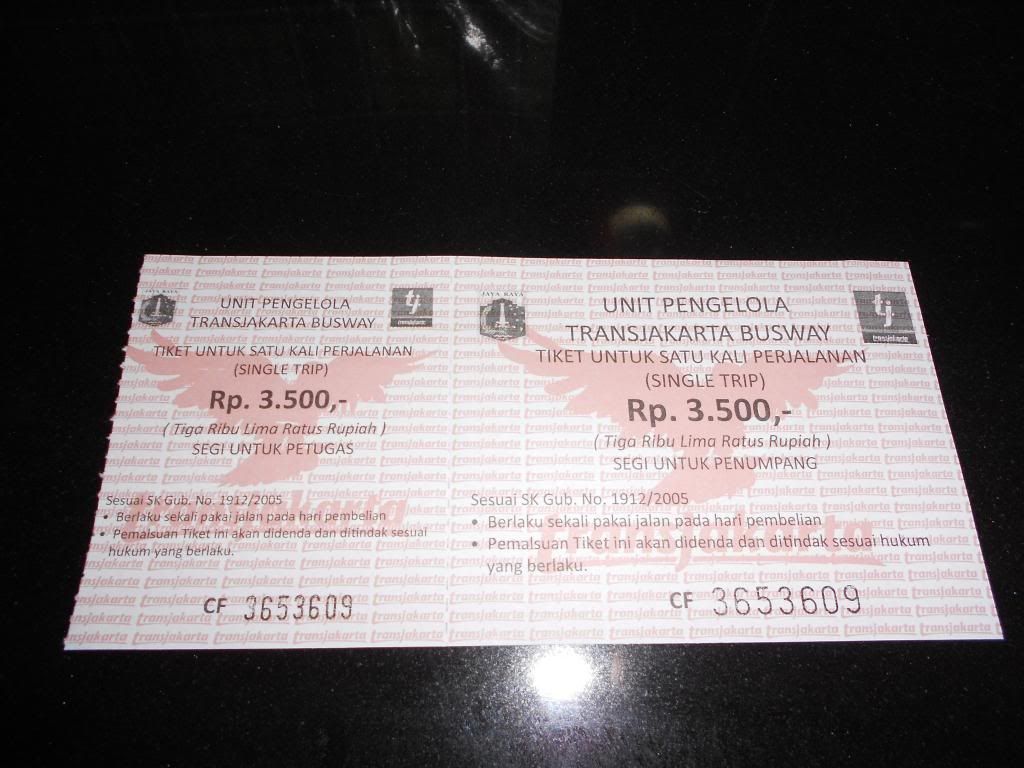 JAYA RAYA
UNIT PENGELOLA
TRANSJAKARTA BUSWAY
tj
transjakarta
TIKET UNTUK SATU KALI PERJALANAN
(SINGLE TRIP)
Rp. 3.500,-
( Tiga Ribu Lima Ratus Rupiah )
SEGI UNTUK PETUGAS
Sesuai SK Gub. No. 1912/2005
• Berlaku sekali pakai jalan pada hari pembelian
• Pemalsuan Tiket ini akan didenda dan ditindak sesuai
hukum yang berlaku.
CF 3653609
JAYA RAYA
UNIT PENGELOLA
TRANSJAKARTA BUSWAY
tj
transjakarta
TIKET UNTUK SATU KALI PERJALANAN
(SINGLE TRIP)
Rp. 3.500,-
( Tiga Ribu Lima Ratus Rupiah )
SEGI UNTUK PENUMPANG
Sesuai SK Gub. No. 1912/2005
• Berlaku sekali pakai jalan pada hari pembelian
• Pemalsuan Tiket ini akan didenda dan ditindak sesuai hukum
yang berlaku.
CF 3653609